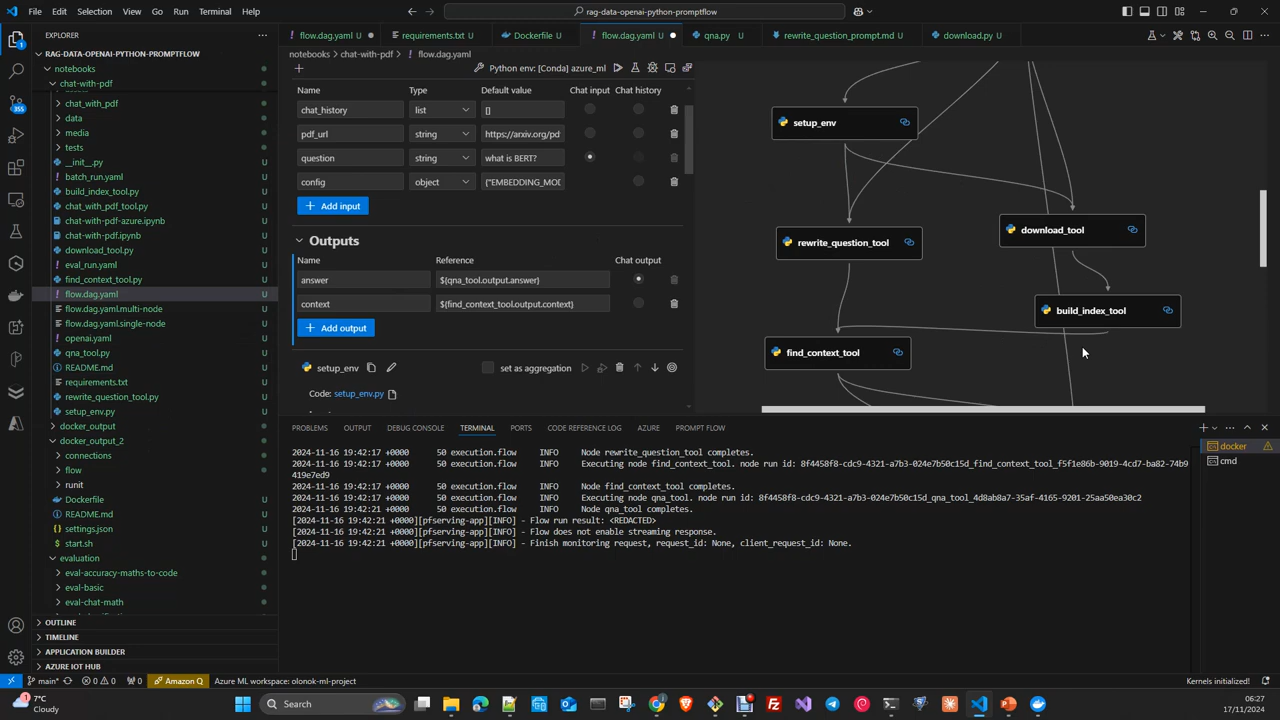 File Edit Selection View Go Run Terminal Help
rag-data-openai-python-promptflow
EXPLORER
RAG-DATA-OPENAI-PYTHON-PROMPTFLOW
notebooks
chat-with-pdf
chat_with_pdf
data
media
tests
__init__.py U
batch_run.yaml U
build_index_tool.py U
chat_with_pdf_tool.py U
chat-with-pdf-azure.ipynb U
chat-with-pdf.ipynb U
download_tool.py U
eval_run.yaml U
find_context_tool.py U
flow.dag.yaml U
flow.dag.yaml.multi-node U
flow.dag.yaml.single-node U
openai.yaml U
qna_tool.py U
README.md U
requirements.txt U
rewrite_question_tool.py U
setup_env.py U
docker_output
docker_output_2
connections
flow
runit
Dockerfile U
README.md U
settings.json U
start.sh U
evaluation
eval-accuracy-maths-to-code
eval-basic
eval-chat-math
OUTLINE
TIMELINE
APPLICATION BUILDER
AZURE IOT HUB
355
1
flow.dag.yaml U
requirements.txt U
Dockerfile U
flow.dag.yaml U
qna.py U
rewrite_question_prompt.md U
download.py U
notebooks > chat-with-pdf > flow.dag.yaml
Python env: [Conda] azure_ml
Name Type Default value Chat input Chat history
chat_history list []
pdf_url string https://arxiv.org/pd
question string what is BERT?
config object {"EMBEDDING_MOD
Add input
Outputs
Name Reference Chat output
answer ${qna_tool.output.answer}
context ${find_context_tool.output.context}
Add output
setup_env set as aggregation
Code: setup_env.py
setup_env
rewrite_question_tool
download_tool
build_index_tool
find_context_tool
PROBLEMS OUTPUT DEBUG CONSOLE TERMINAL PORTS CODE REFERENCE LOG AZURE PROMPT FLOW
2024-11-16 19:42:17 +0000 50 execution.flow INFO Node rewrite_question_tool completes.
2024-11-16 19:42:17 +0000 50 execution.flow INFO Executing node find_context_tool. node run id: 8f4458f8-cdc9-4321-a7b3-024e7b50c15d_find_context_tool_f5f1e86b-9019-4cd7-ba82-74b9
419e7ed9
2024-11-16 19:42:17 +0000 50 execution.flow INFO Node find_context_tool completes.
2024-11-16 19:42:17 +0000 50 execution.flow INFO Executing node qna_tool. node run id: 8f4458f8-cdc9-4321-a7b3-024e7b50c15d_qna_tool_4d8ab8a7-35af-4165-9201-25aa50ea30c2
2024-11-16 19:42:21 +0000 50 execution.flow INFO Node qna_tool completes.
[2024-11-16 19:42:21 +0000][pfserving-app][INFO] - Flow run result: <REDACTED>
[2024-11-16 19:42:21 +0000][pfserving-app][INFO] - Flow does not enable streaming response.
[2024-11-16 19:42:21 +0000][pfserving-app][INFO] - Finish monitoring request, request_id: None, client_request_id: None.
docker
cmd
main* 0 0 0 Amazon Q Azure ML workspace: olonok-ml-project Kernels initialized!
7°C
Cloudy
Search
06:27
17/11/2024